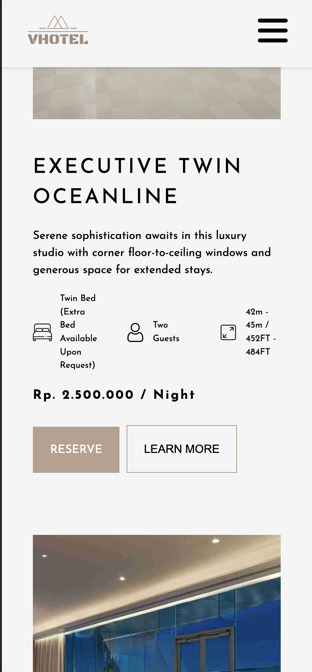 VHOTEL
EXECUTIVE TWIN
OCEANLINE
Serene sophistication awaits in this luxury
studio with corner floor-to-ceiling windows and
generous space for extended stays.
Twin Bed
(Extra
Bed
Available
Upon
Request)
Two
Guests
42m -
45m /
452FT -
484FT
Rp. 2.500.000 / Night
RESERVE
LEARN MORE